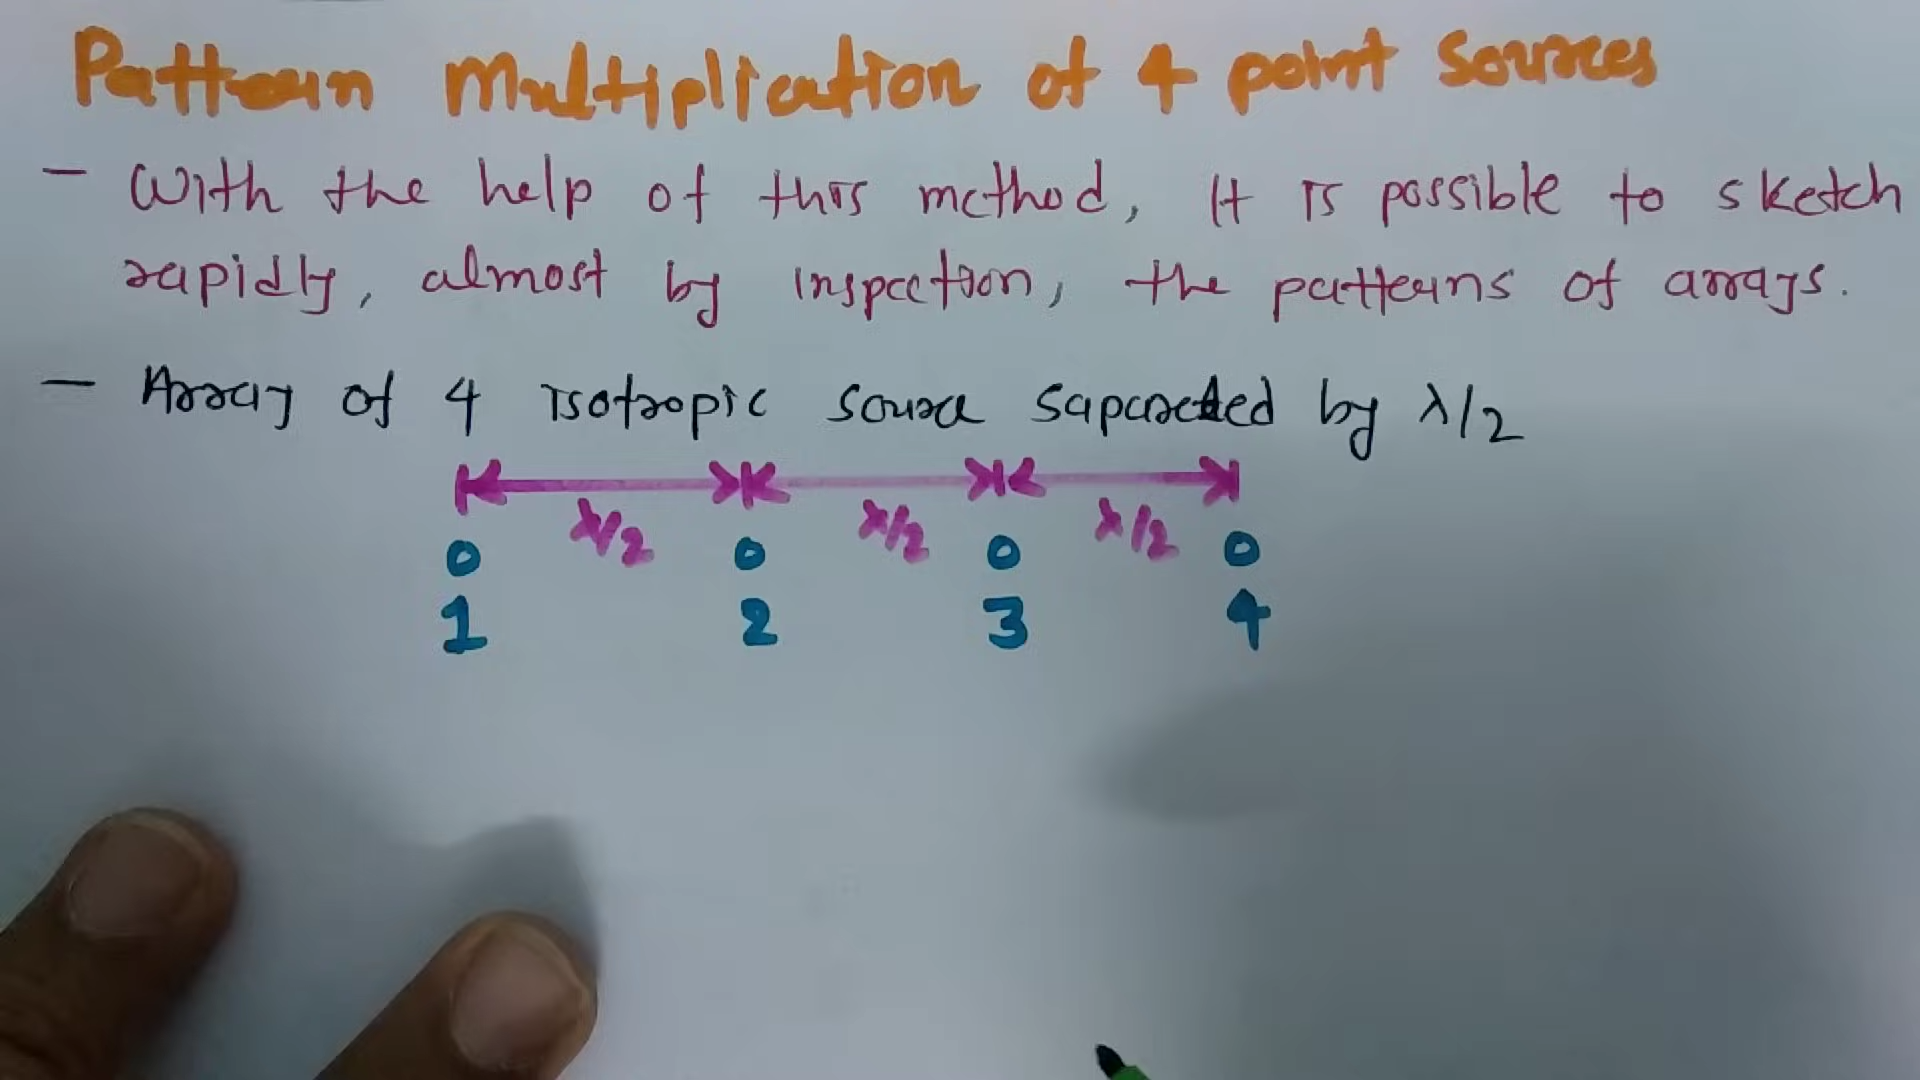 Pattern Multiplication of 4 point sources
- With the help of this method, It is possible to sketch
rapidly, almost by inspection, the patterns of arrays.
- Array of 4 isotropic source saparated by λ/2
λ/2 λ/2 λ/2
1 2 3 4